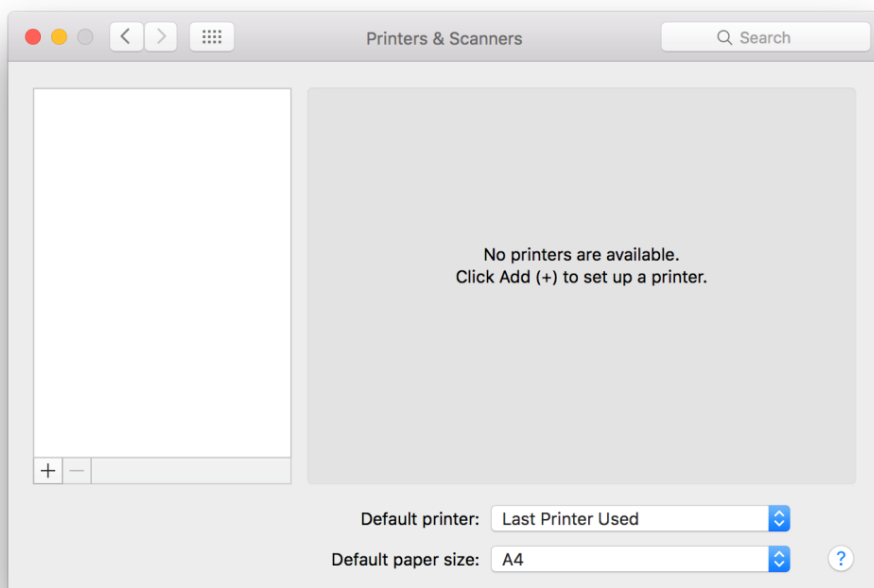 Printers & Scanners
Search
No printers are available.
Click Add (+) to set up a printer.
+ −
Default printer: Last Printer Used
Default paper size: A4
?